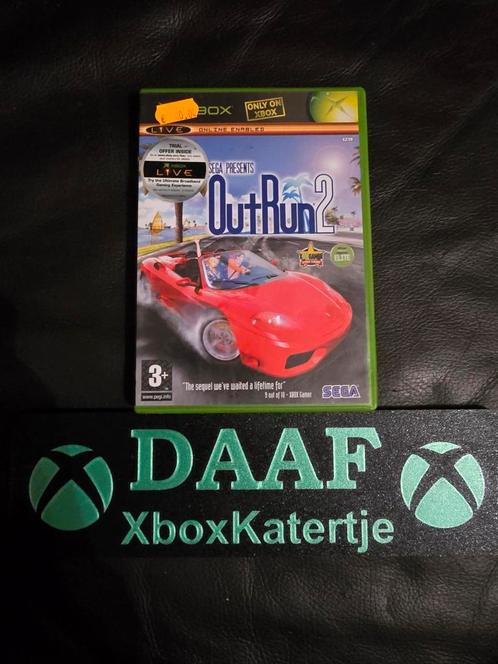 XBOX
ONLY ON
XBOX
LIVE ONLINE ENABLED
TRIAL
OFFER INSIDE
XBOX
LIVE
Try the Ultimate Broadband
Gaming Experience
SEGA PRESENTS
OutRun2
ELITE
3+
www.pegi.info
"The sequel we've waited a lifetime for"
9 out of 10 - XBOX Gamer
SEGA
DAAF
XboxKatertje